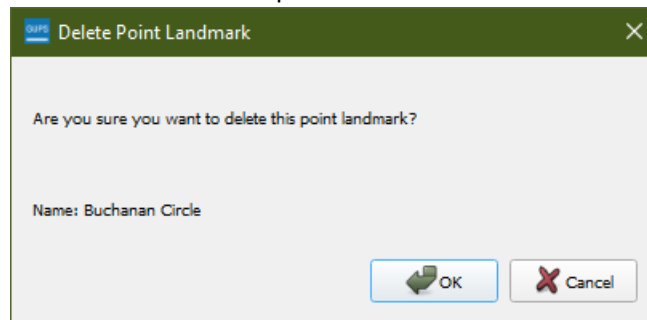 GUPS Delete Point Landmark
Are you sure you want to delete this point landmark?
Name: Buchanan Circle
OK Cancel